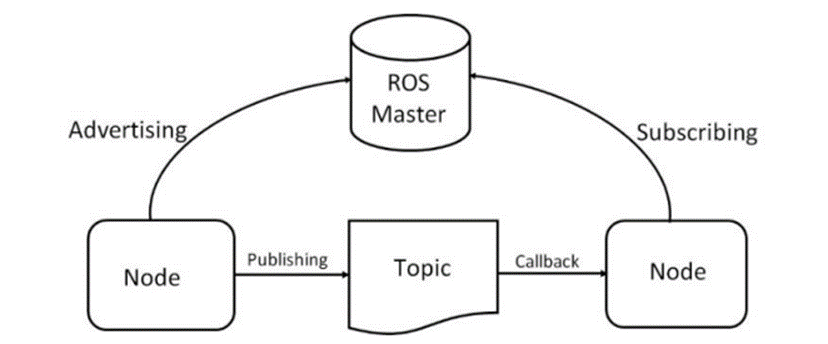 ROS
Master
Advertising
Subscribing
Node
Publishing
Topic
Callback
Node